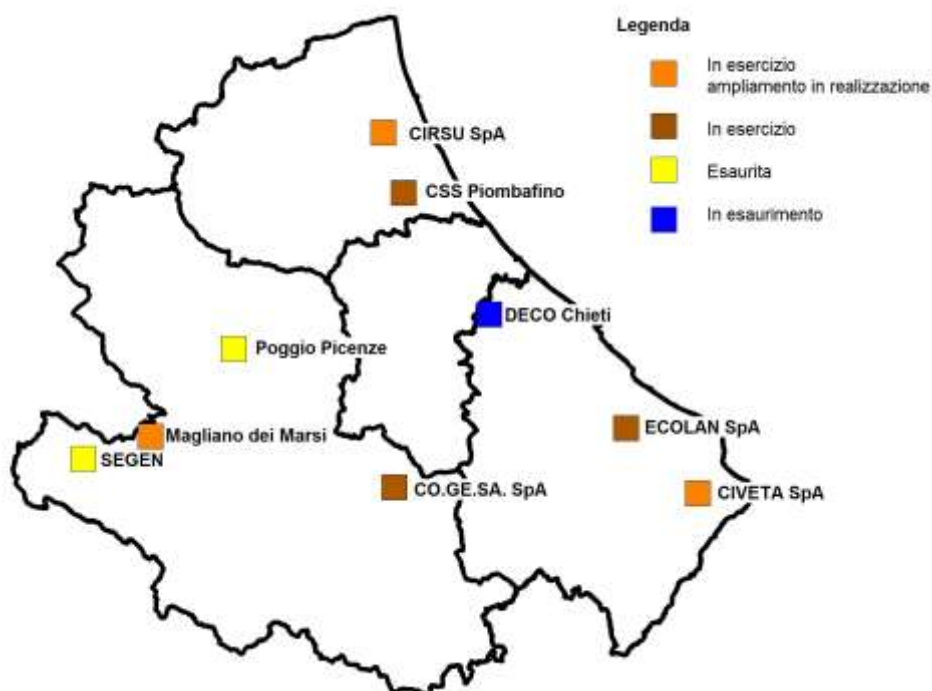 Legenda
In esercizio
ampliamento in realizzazione
In esercizio
Esaurita
In esaurimento
CIRSU SpA
CSS Piombafino
DECO Chieti
Poggio Picenze
Magliano dei Marsi
SEGEN
CO.GE.SA. SpA
ECOLAN SpA
CIVETA SpA